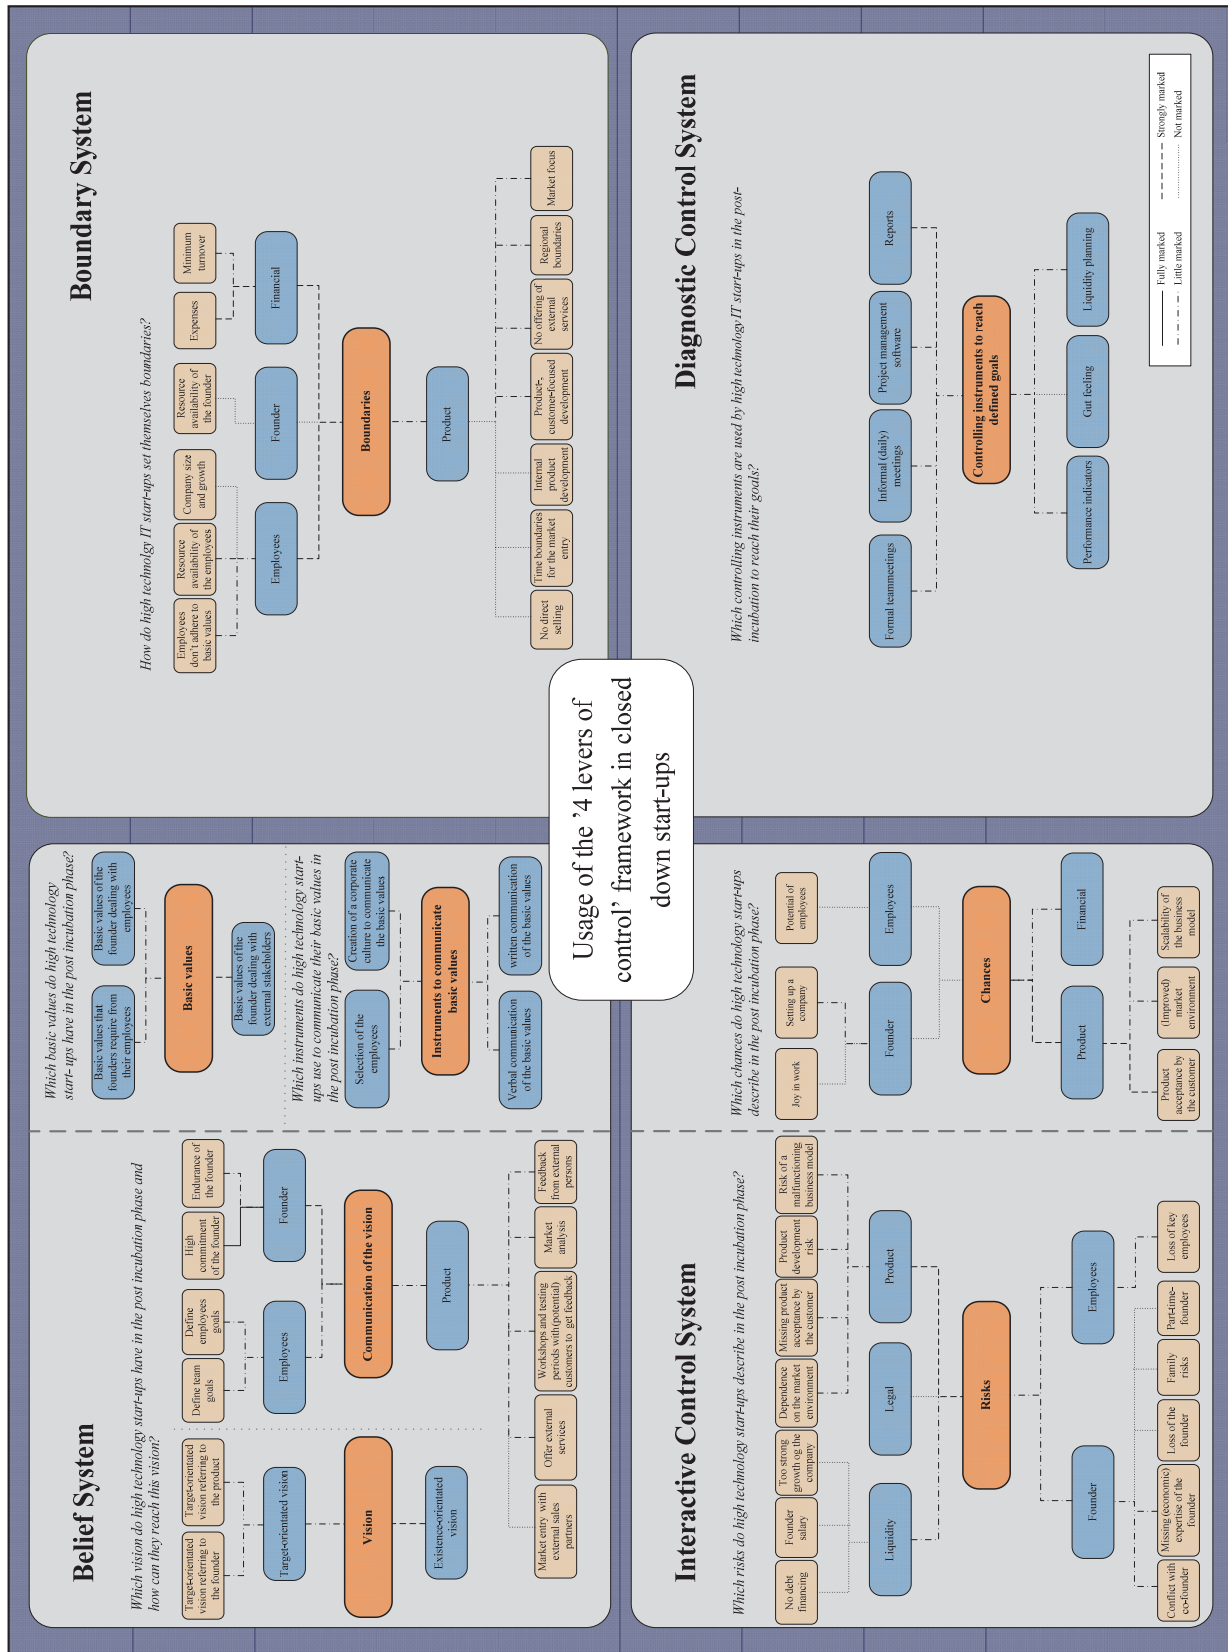 Belief System
Which vision do high technology start-ups have in the post incubation phase and
how can they reach this vision?
Target-orientated
vision referring to
the founder
Target-orientated
vision referring to
the product
Target-orientated vision
Vision
Existence-orientated
vision
Define team
goals
Define
employees
goals
High
commitment
of the founder
Endurance of
the founder
Employees
Founder
Communication of the vision
Product
Market entry with
external sales
partners
Offer external
services
Workshops and testing
periods with(potential)
customers to get feedback
Market
analysis
Feedback
from external
persons
Which basic values do high technology
start- ups have in the post incubation phase?
Basic values that
founders require from
their employees
Basic values of the
founder dealing with
employees
Basic values
Basic values of the
founder dealing with
external stakeholders
Which instruments do high technology start-
ups use to communicate their basic values in
the post incubation phase?
Selection of the
employees
Creation of a corporate
culture to communicate
the basic values
Instruments to communicate
basic values
Verbal communication
of the basic values
written communication
of the basic values
Boundary System
How do high technolgy IT start-ups set themselves boundaries?
Employees
don´t adhere to
basic values
Resource
availability of
the employees
Company size
and growth
Resource
availability of
the founder
Expenses
Minimum
turnover
Employees
Founder
Financial
Boundaries
Product
No direct
selling
Time boundaries
for the market
entry
Internal
product
development
Product-,
customer-focused
development
No offering of
external
services
Regional
boundaries
Market focus
Usage of the ’4 levers of
control’ framework in closed
down start-ups
Interactive Control System
Which risks do high technology start-ups describe in the post incubation phase?
No debt
financing
Founder
salary
Too strong
growth og the
company
Dependence
on the market
environment
Missing product
acceptance by
the customer
Product
development
risk
Risk of a
malfunctioning
business model
Liquidity
Legal
Product
Risks
Founder
Employees
Conflict with
co-founder
Missing (economic)
expertise of the
founder
Loss of the
founder
Family
risks
Part-time-
founder
Loss of key
employees
Which chances do high technology start-ups
describe in the post incubation phase?
Joy in work
Setting up a
company
Potential of
employees
Founder
Employees
Chances
Product
Financial
Product
acceptance by
the customer
(Improved)
market
environment
Scalability of
the business
model
Diagnostic Control System
Which controlling instruments are used by high technology IT start-ups in the post-
incubation to reach their goals?
Formal teammeetings
Informal (daily)
meetings
Project management
software
Reports
Controlling instruments to reach
defined goals
Performance indicators
Gut feeling
Liquidity planning
Fully marked
Strongly marked
Little marked
Not marked